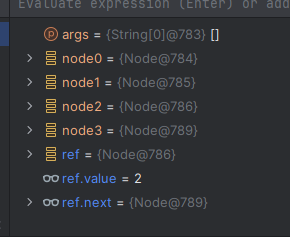 Evaluate expression (Enter) or add
args = {String[0]@783} []
node0 = {Node@784}
node1 = {Node@785}
node2 = {Node@786}
node3 = {Node@789}
ref = {Node@786}
ref.value = 2
ref.next = {Node@789}